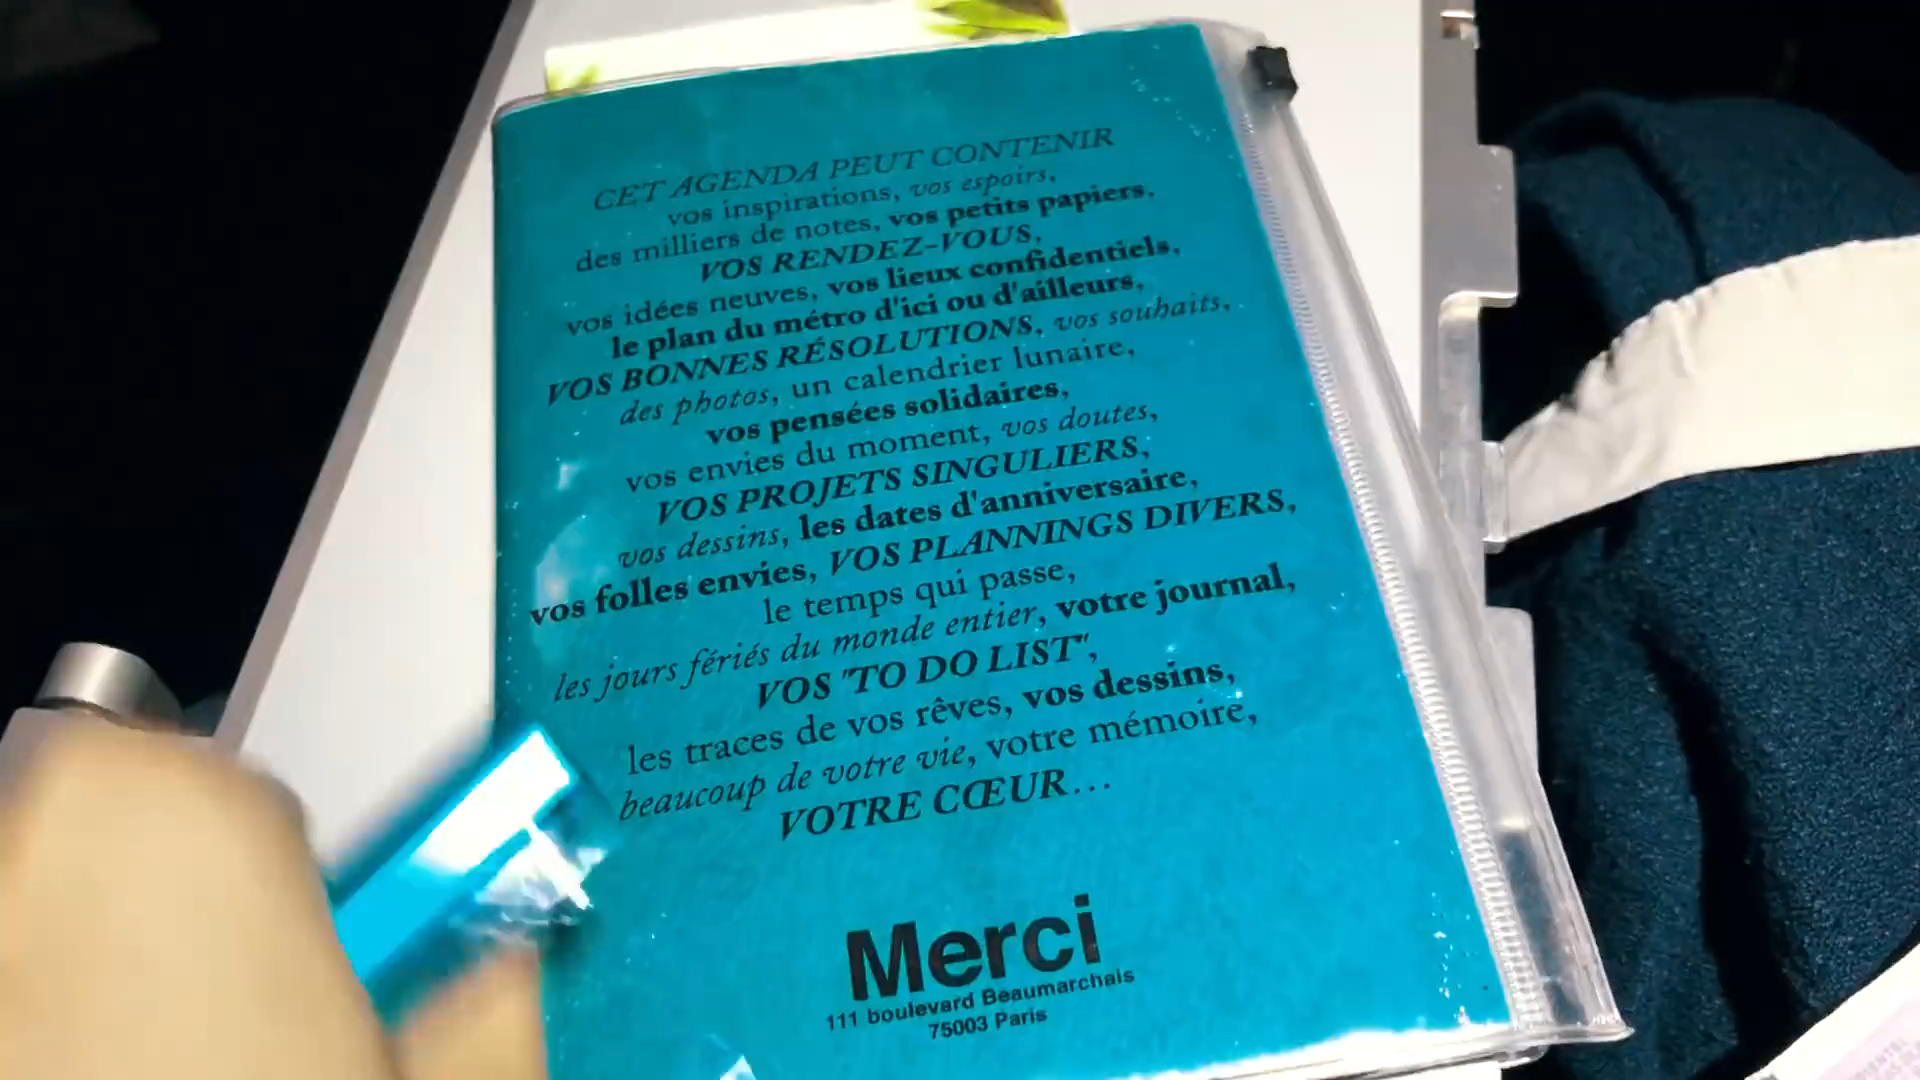 CET AGENDA PEUT CONTENIR
vos inspirations, vos espoirs,
des milliers de notes, vos petits papiers,
VOS RENDEZ-VOUS,
vos idées neuves, vos lieux confidentiels,
le plan du métro d'ici ou d'ailleurs,
VOS BONNES RÉSOLUTIONS, vos souhaits,
des photos, un calendrier lunaire,
vos pensées solidaires,
vos envies du moment, vos doutes,
VOS PROJETS SINGULIERS,
vos dessins, les dates d'anniversaire,
vos folles envies, VOS PLANNINGS DIVERS,
le temps qui passe,
les jours fériés du monde entier, votre journal,
VOS "TO DO LIST",
les traces de vos rêves, vos dessins,
beaucoup de votre vie, votre mémoire,
VOTRE CŒUR...
Merci
111 boulevard Beaumarchais
75003 Paris